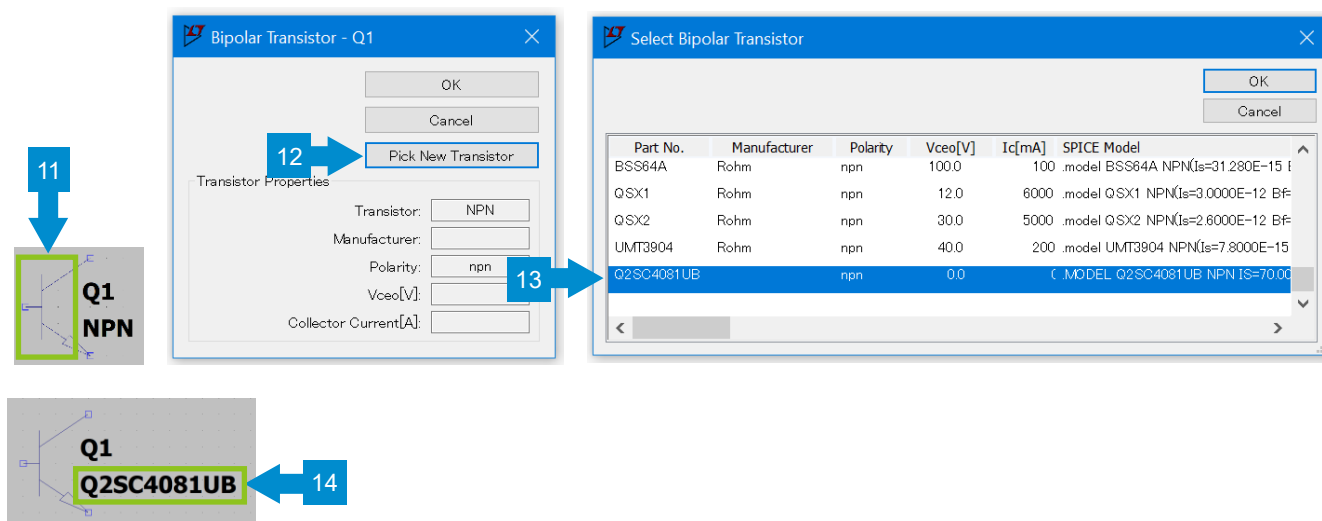 11
Q1
NPN
Bipolar Transistor - Q1
OK
Cancel
12
Pick New Transistor
Transistor Properties
Transistor: NPN
Manufacturer:
Polarity: npn
Vceo[V]:
Collector Current[A]:
13
Select Bipolar Transistor
OK
Cancel
Part No. Manufacturer Polarity Vceo[V] Ic[mA] SPICE Model
BSS64A Rohm npn 100.0 100 .model BSS64A NPN(Is=31.280E-15
QSX1 Rohm npn 12.0 6000 .model QSX1 NPN(Is=3.0000E-12 Bf=
QSX2 Rohm npn 30.0 5000 .model QSX2 NPN(Is=2.6000E-12 Bf=
UMT3904 Rohm npn 40.0 200 .model UMT3904 NPN(Is=7.8000E-15
Q2SC4081UB npn 0.0 .MODEL Q2SC4081UB NPN IS=70.00
Q1
Q2SC4081UB
14